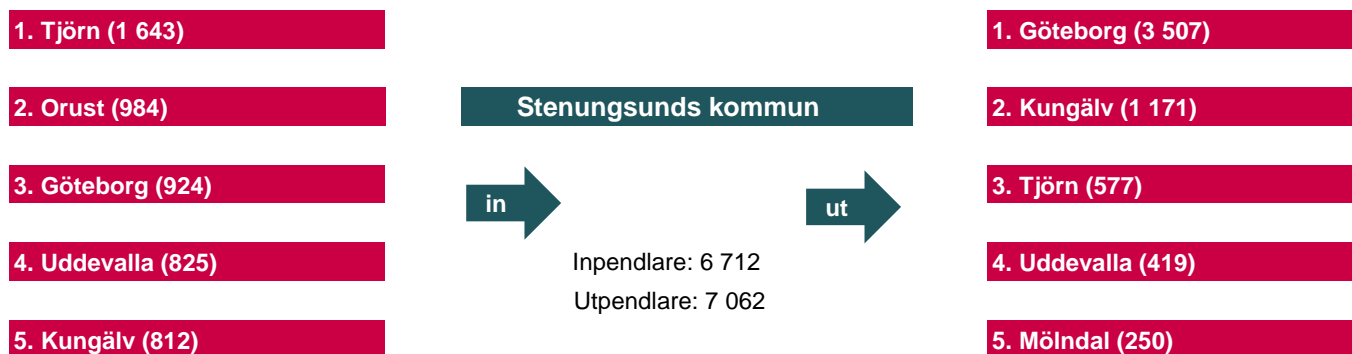 1. Tjörn (1 643)
2. Orust (984)
3. Göteborg (924)
4. Uddevalla (825)
5. Kungälv (812)
Stenungsunds kommun
in
ut
Inpendlare: 6 712
Utpendlare: 7 062
1. Göteborg (3 507)
2. Kungälv (1 171)
3. Tjörn (577)
4. Uddevalla (419)
5. Mölndal (250)